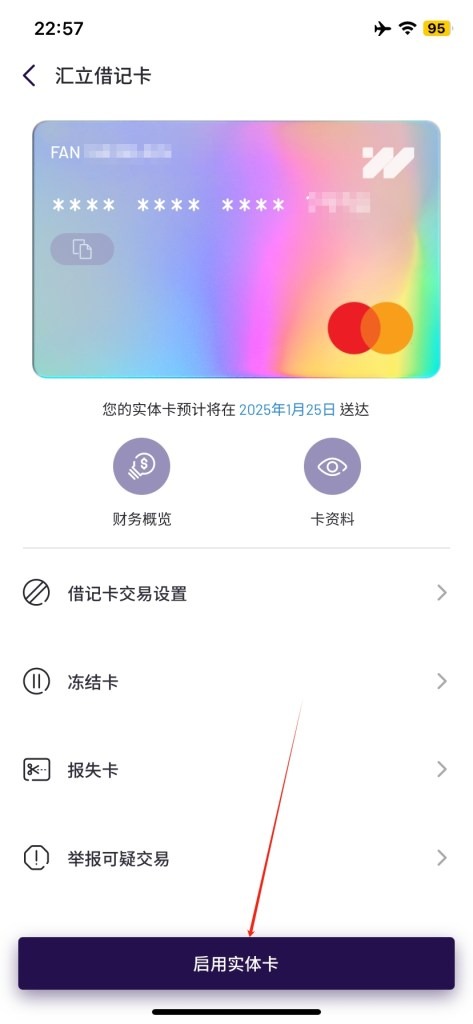 22:57
95
汇立借记卡
FAN
**** **** ****
您的实体卡预计将在 2025年1月25日 送达
财务概览
卡资料
借记卡交易设置
冻结卡
报失卡
举报可疑交易
启用实体卡